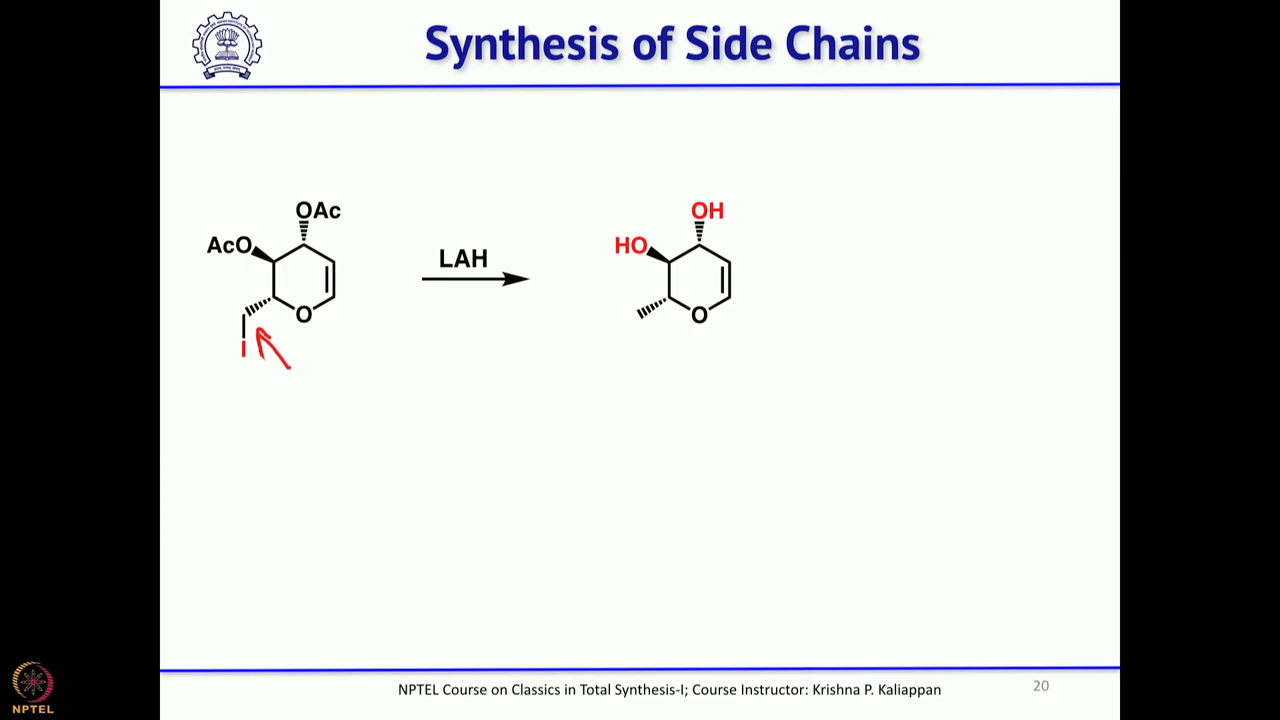 Synthesis of Side Chains
OAc
AcO
O
I
LAH
OH
HO
O
NPTEL Course on Classics in Total Synthesis-I; Course Instructor: Krishna P. Kaliappan
20
NPTEL